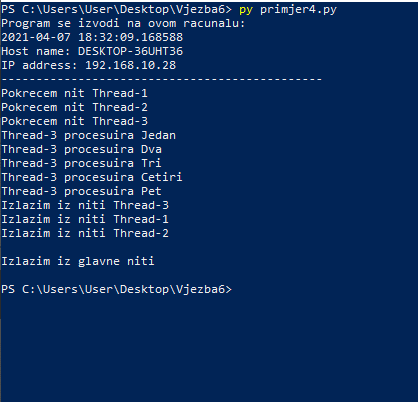 PS C:\Users\User\Desktop\Vjezba6> py primjer4.py
Program se izvodi na ovom racunalu:
2021-04-07 18:32:09.168588
Host name: DESKTOP-36UHT36
IP address: 192.168.10.28
----------------------------------------------
Pokrecem nit Thread-1
Pokrecem nit Thread-2
Pokrecem nit Thread-3
Thread-3 procesuira Jedan
Thread-3 procesuira Dva
Thread-3 procesuira Tri
Thread-3 procesuira Cetiri
Thread-3 procesuira Pet
Izlazim iz niti Thread-3
Izlazim iz niti Thread-1
Izlazim iz niti Thread-2
Izlazim iz glavne niti
PS C:\Users\User\Desktop\Vjezba6>